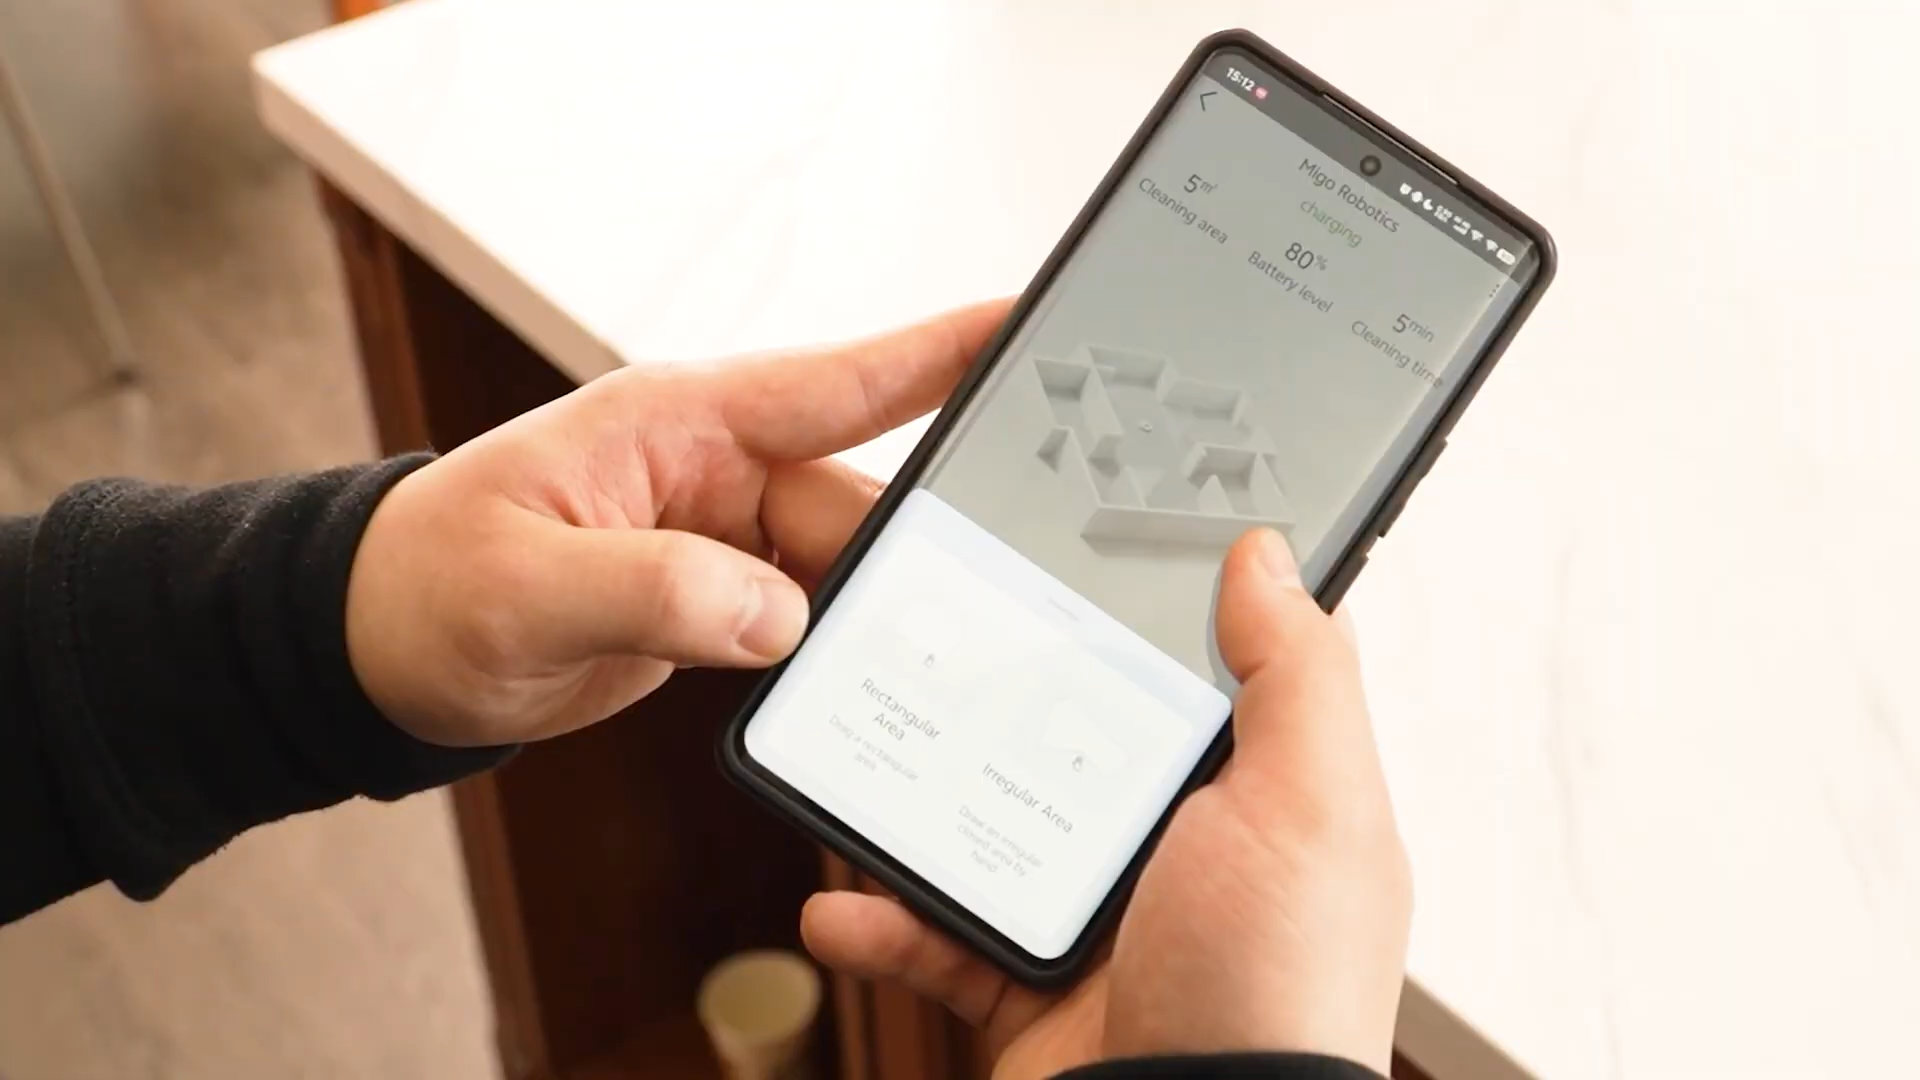 15:12
Migo Robotics
charging
5㎡
Cleaning area
80%
Battery level
5min
Cleaning time
Rectangular
Area
Drag a rectangular
area
Irregular Area
Draw an irregular
closed area by
hand